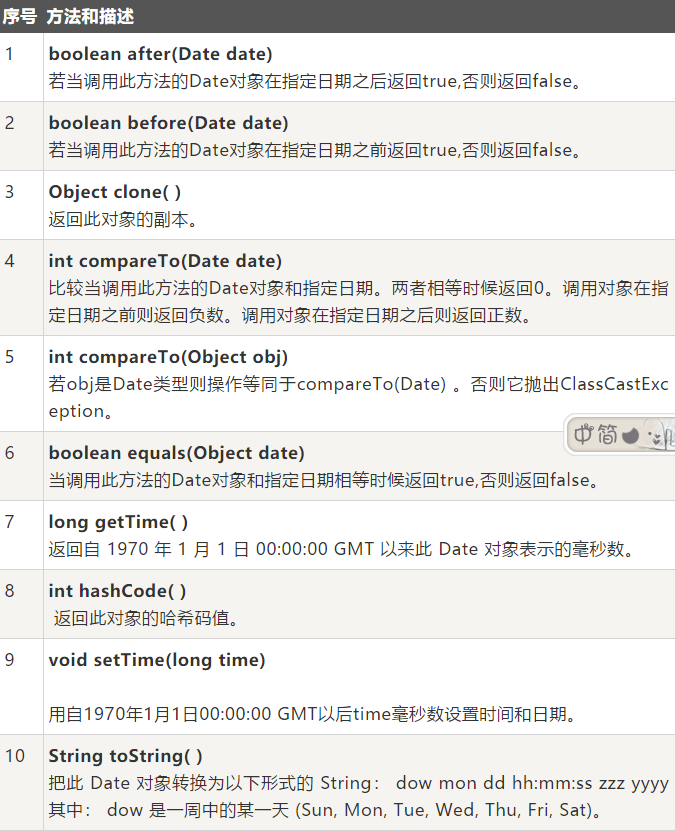 序号 方法和描述
1 boolean after(Date date)
若当调用此方法的Date对象在指定日期之后返回true,否则返回false。
2 boolean before(Date date)
若当调用此方法的Date对象在指定日期之前返回true,否则返回false。
3 Object clone( )
返回此对象的副本。
4 int compareTo(Date date)
比较当调用此方法的Date对象和指定日期。两者相等时候返回0。调用对象在指
定日期之前则返回负数。调用对象在指定日期之后则返回正数。
5 int compareTo(Object obj)
若obj是Date类型则操作等同于compareTo(Date) 。否则它抛出ClassCastExc
eption。
中简
6 boolean equals(Object date)
当调用此方法的Date对象和指定日期相等时候返回true,否则返回false。
7 long getTime( )
返回自 1970 年 1 月 1 日 00:00:00 GMT 以来此 Date 对象表示的毫秒数。
8 int hashCode( )
返回此对象的哈希码值。
9 void setTime(long time)
用自1970年1月1日00:00:00 GMT以后time毫秒数设置时间和日期。
10 String toString( )
把此 Date 对象转换为以下形式的 String： dow mon dd hh:mm:ss zzz yyyy
其中： dow 是一周中的某一天 (Sun, Mon, Tue, Wed, Thu, Fri, Sat)。